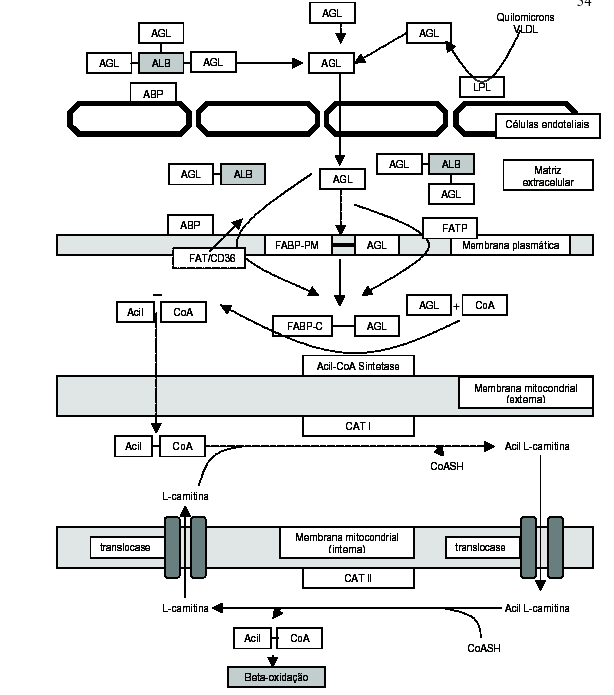 34
AGL
Quilomicrons
VLDL
AGL
AGL
AGL
ALB
AGL
AGL
LPL
ABP
Células endoteliais
AGL
ALB
AGL
ALB
AGL
AGL
Matriz
extracelular
ABP
FATP
FABP-PM
AGL
Membrana plasmática
FAT/CD36
Acil
CoA
AGL
+
CoA
FABP-C
AGL
Acil-CoA Sintetase
Membrana mitocondrial
(externa)
CAT I
Acil
CoA
Acil L-carnitina
CoASH
L-carnitina
translocase
Membrana mitocondrial
(interna)
translocase
CAT II
L-carnitina
Acil L-carnitina
Acil
CoA
CoASH
Beta-oxidação